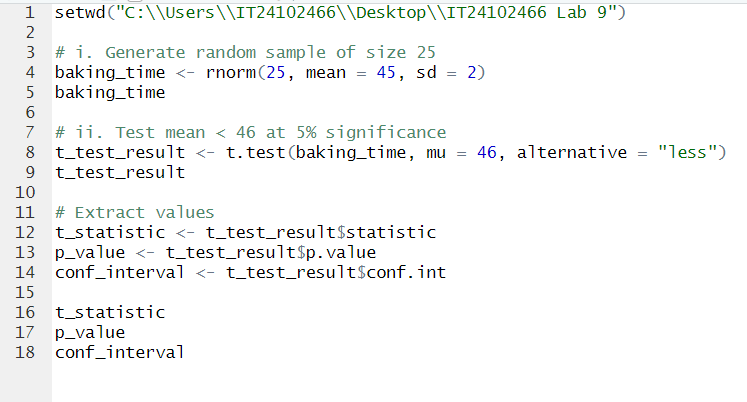 1 setwd("C:\\Users\\IT24102466\\Desktop\\IT24102466 Lab 9")
2
3 # i. Generate random sample of size 25
4 baking_time <- rnorm(25, mean = 45, sd = 2)
5 baking_time
6
7 # ii. Test mean < 46 at 5% significance
8 t_test_result <- t.test(baking_time, mu = 46, alternative = "less")
9 t_test_result
10
11 # Extract values
12 t_statistic <- t_test_result$statistic
13 p_value <- t_test_result$p.value
14 conf_interval <- t_test_result$conf.int
15
16 t_statistic
17 p_value
18 conf_interval